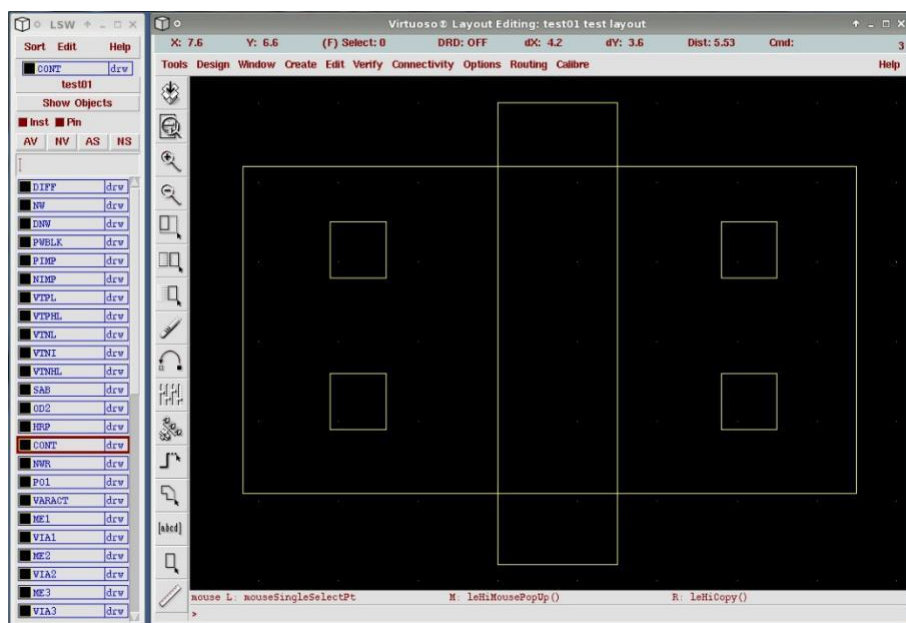 LSW
Sort Edit Help
CONT drw
test01
Show Objects
Inst Pin
AV NV AS NS
DIFF drw
NW drw
DNW drw
PWBLK drw
PIMP drw
NIMP drw
VTPL drw
VTPHL drw
VTNL drw
VTNI drw
VTNHL drw
SAB drw
OD2 drw
HRP drw
CONT drw
NWR drw
PO1 drw
VARACT drw
ME1 drw
VIA1 drw
ME2 drw
VIA2 drw
ME3 drw
VIA3 drw
Virtuoso® Layout Editing: test01 test layout
X: 7.6 Y: 6.6 (F) Select: 0 DRD: OFF dX: 4.2 dY: 3.6 Dist: 5.53 Cmd: 3
Tools Design Window Create Edit Verify Connectivity Options Routing Calibre Help
[abcd]
mouse L: mouseSingleSelectPt M: leHiMousePopUp() R: leHiCopy()
>